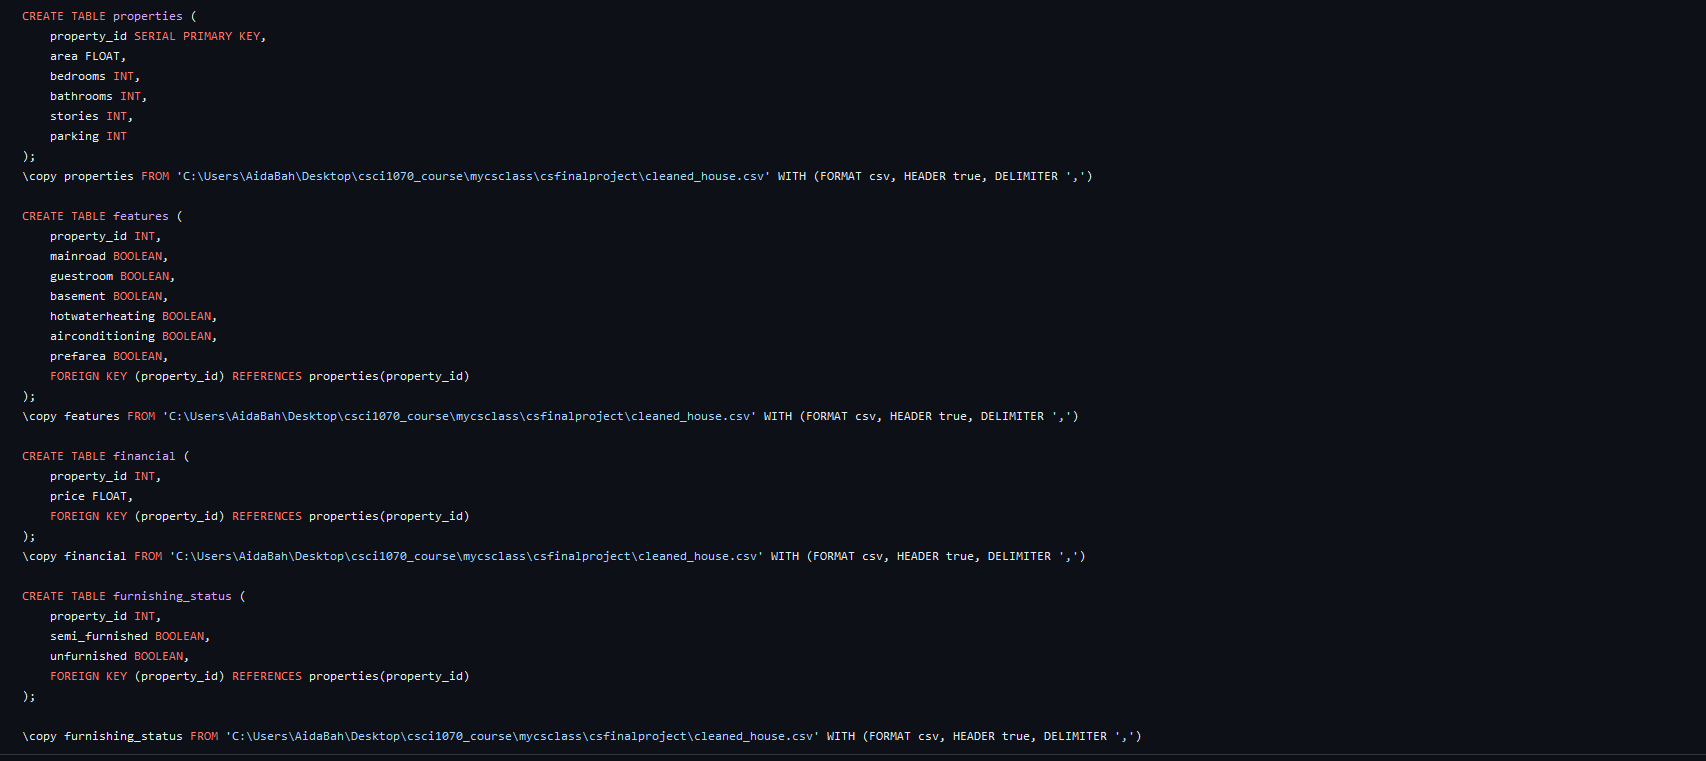 CREATE TABLE properties (
    property_id SERIAL PRIMARY KEY,
    area FLOAT,
    bedrooms INT,
    bathrooms INT,
    stories INT,
    parking INT
);
\copy properties FROM 'C:\Users\AidaBah\Desktop\csci1070_course\mycsclass\csfinalproject\cleaned_house.csv' WITH (FORMAT csv, HEADER true, DELIMITER ',')

CREATE TABLE features (
    property_id INT,
    mainroad BOOLEAN,
    guestroom BOOLEAN,
    basement BOOLEAN,
    hotwaterheating BOOLEAN,
    airconditioning BOOLEAN,
    prefarea BOOLEAN,
    FOREIGN KEY (property_id) REFERENCES properties(property_id)
);
\copy features FROM 'C:\Users\AidaBah\Desktop\csci1070_course\mycsclass\csfinalproject\cleaned_house.csv' WITH (FORMAT csv, HEADER true, DELIMITER ',')

CREATE TABLE financial (
    property_id INT,
    price FLOAT,
    FOREIGN KEY (property_id) REFERENCES properties(property_id)
);
\copy financial FROM 'C:\Users\AidaBah\Desktop\csci1070_course\mycsclass\csfinalproject\cleaned_house.csv' WITH (FORMAT csv, HEADER true, DELIMITER ',')

CREATE TABLE furnishing_status (
    property_id INT,
    semi_furnished BOOLEAN,
    unfurnished BOOLEAN,
    FOREIGN KEY (property_id) REFERENCES properties(property_id)
);

\copy furnishing_status FROM 'C:\Users\AidaBah\Desktop\csci1070_course\mycsclass\csfinalproject\cleaned_house.csv' WITH (FORMAT csv, HEADER true, DELIMITER ',')